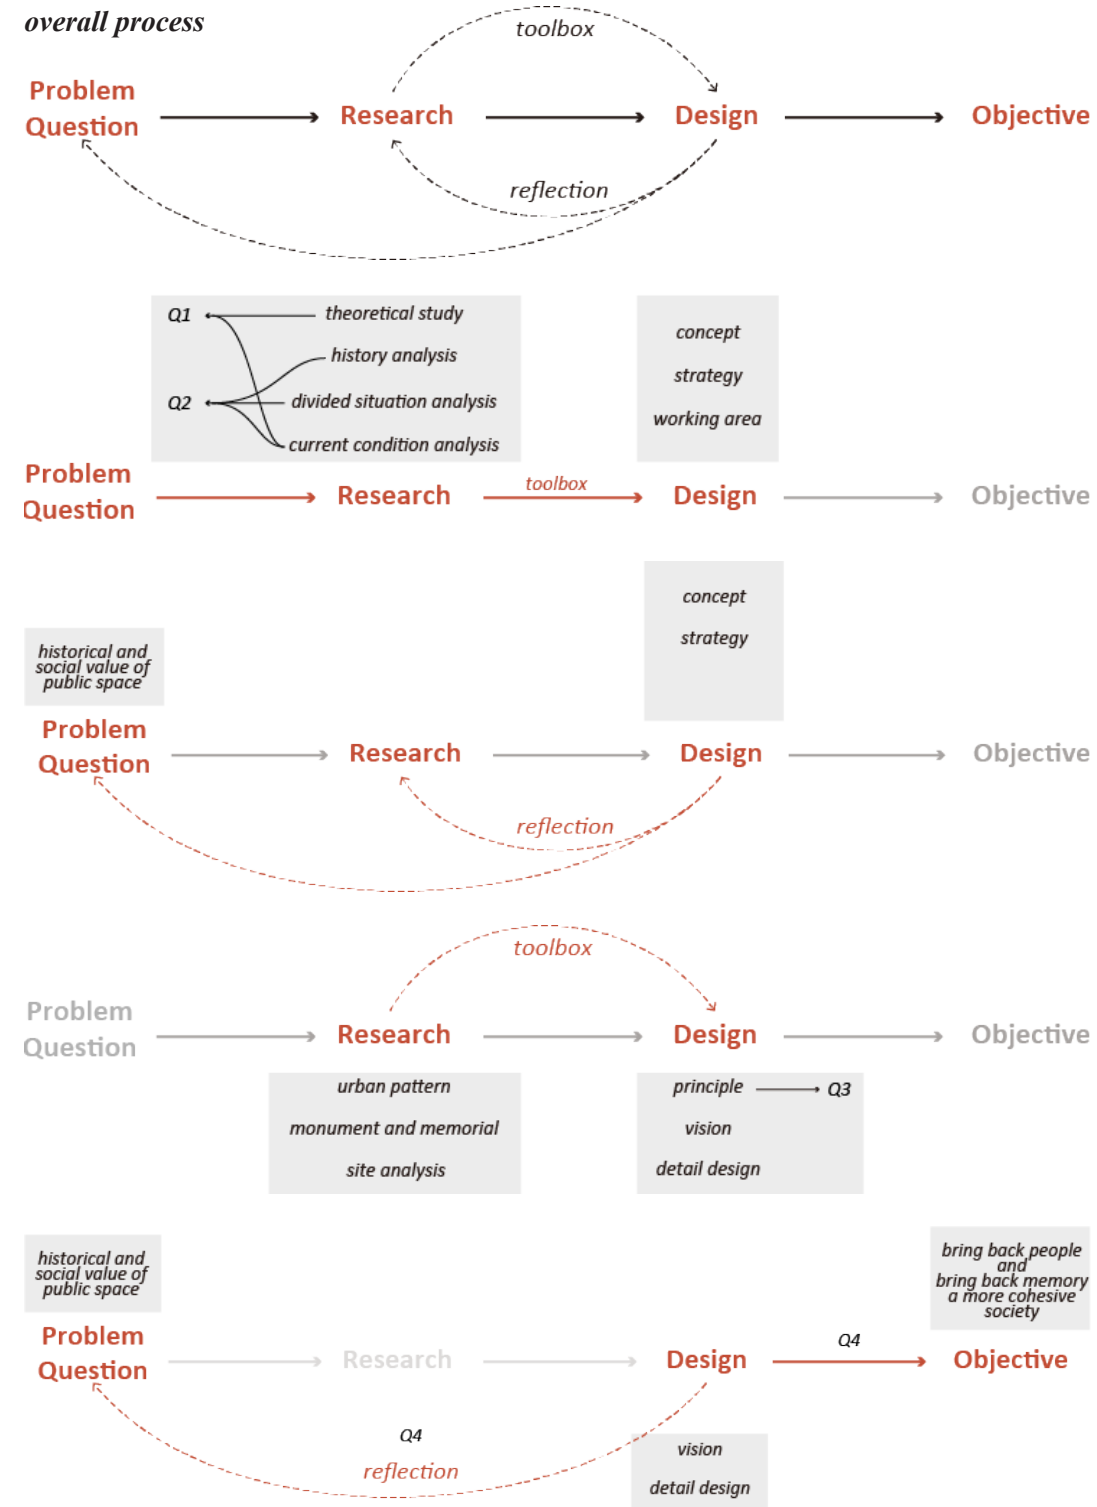 overall process
toolbox
Problem
Question
Research
Design
Objective
reflection
Q1
theoretical study
history analysis
Q2
divided situation analysis
current condition analysis
concept
strategy
working area
Problem
Question
Research
toolbox
Design
Objective
concept
strategy
historical and
social value of
public space
Problem
Question
Research
Design
Objective
reflection
toolbox
Problem
Question
Research
Design
Objective
urban pattern
monument and memorial
site analysis
principle
Q3
vision
detail design
historical and
social value of
public space
bring back people
and
bring back memory
a more cohesive
society
Problem
Question
Research
Design
Q4
Objective
Q4
reflection
vision
detail design